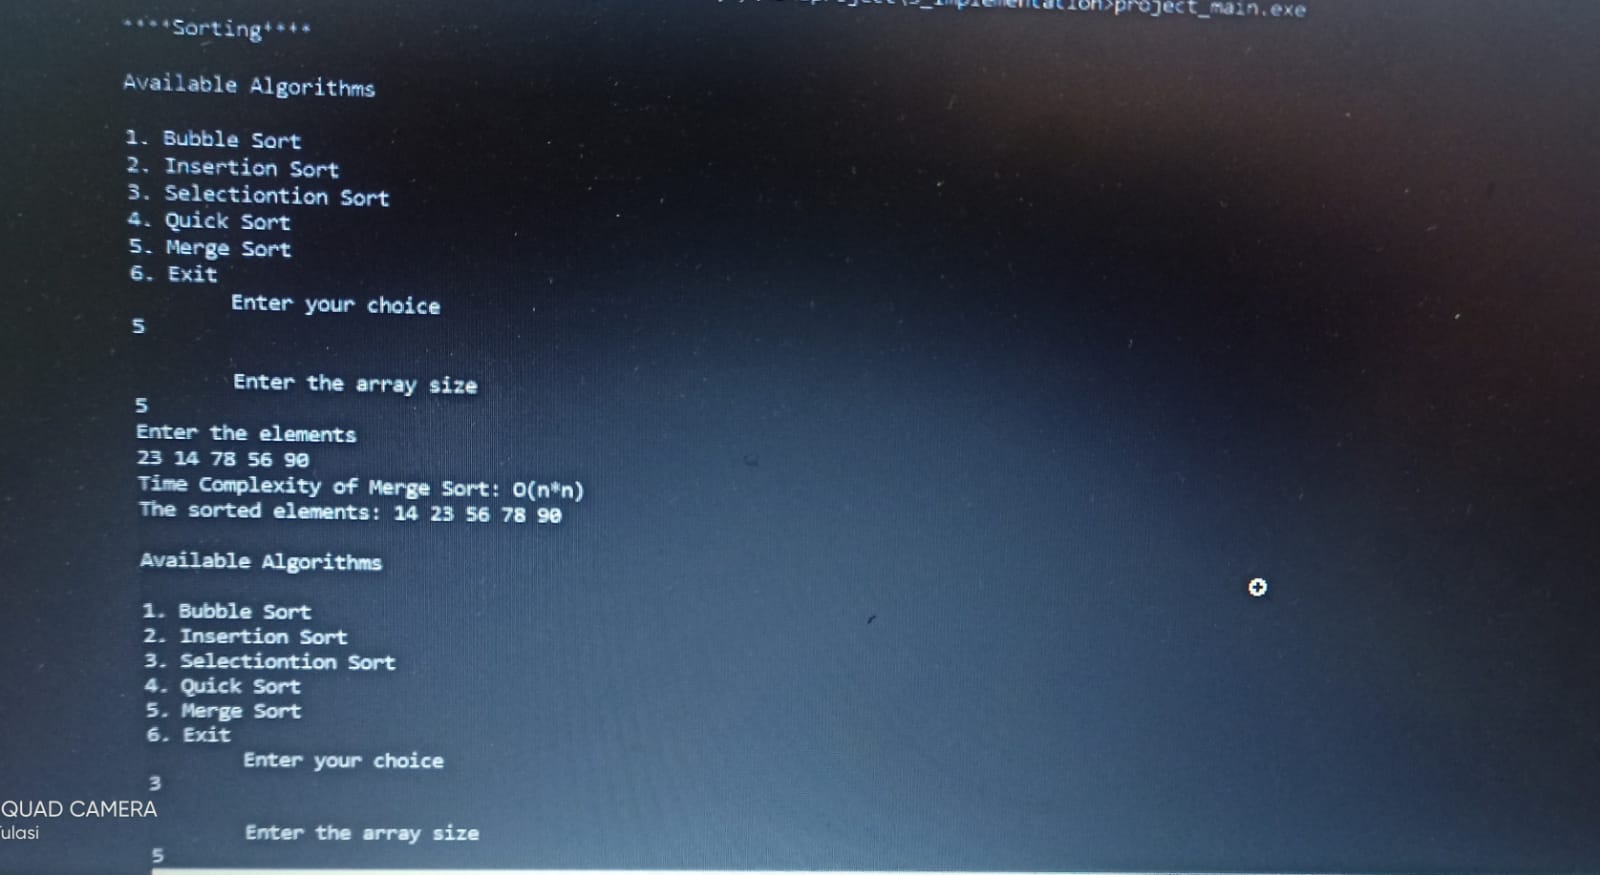 project_main.exe
****Sorting****
Available Algorithms
1. Bubble Sort
2. Insertion Sort
3. Selectiontion Sort
4. Quick Sort
5. Merge Sort
6. Exit
Enter your choice
5
Enter the array size
5
Enter the elements
23 14 78 56 90
Time Complexity of Merge Sort: O(n*n)
The sorted elements: 14 23 56 78 90
Available Algorithms
1. Bubble Sort
2. Insertion Sort
3. Selectiontion Sort
4. Quick Sort
5. Merge Sort
6. Exit
Enter your choice
3
QUAD CAMERA
ulasi
Enter the array size
5